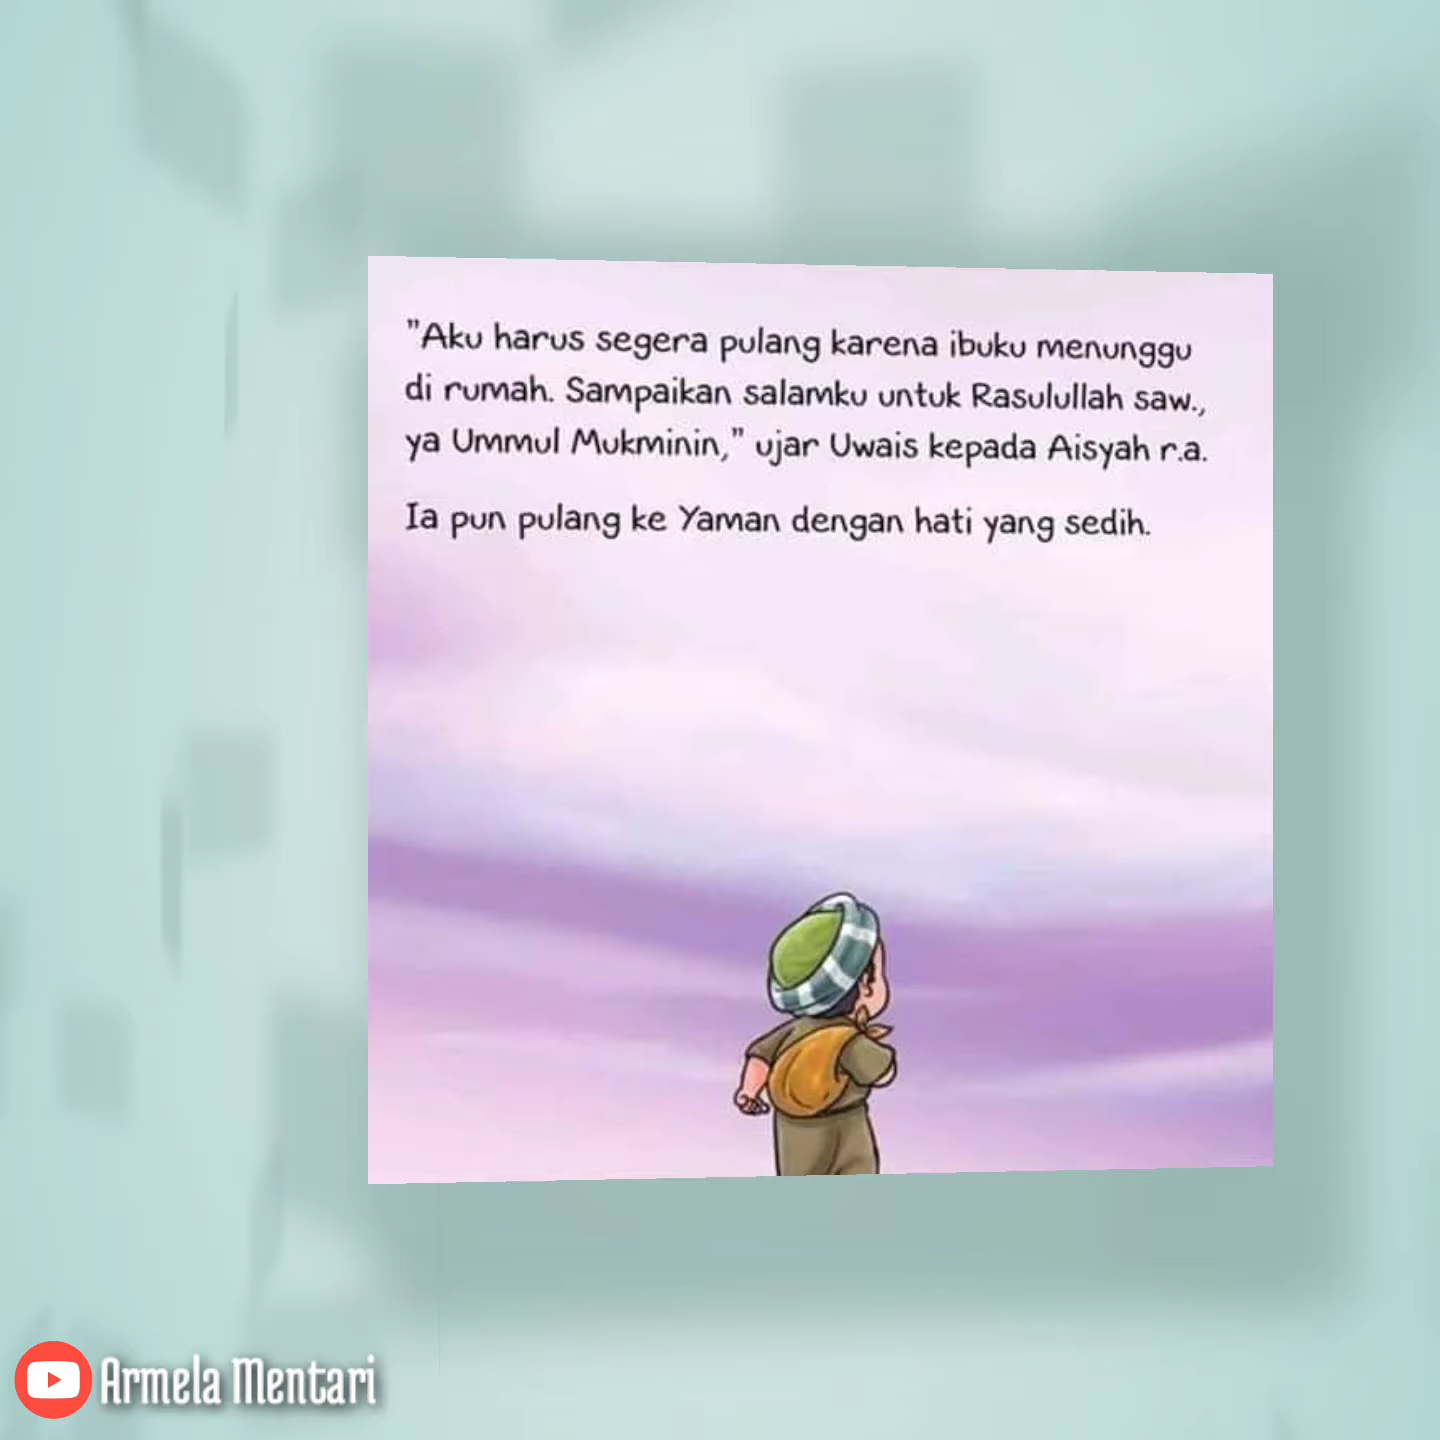 "Aku harus segera pulang karena ibuku menunggu
di rumah. Sampaikan salamku untuk Rasulullah saw.,
ya Ummul Mukminin," ujar Uwais kepada Aisyah r.a.
Ia pun pulang ke Yaman dengan hati yang sedih.
Armela Mentari